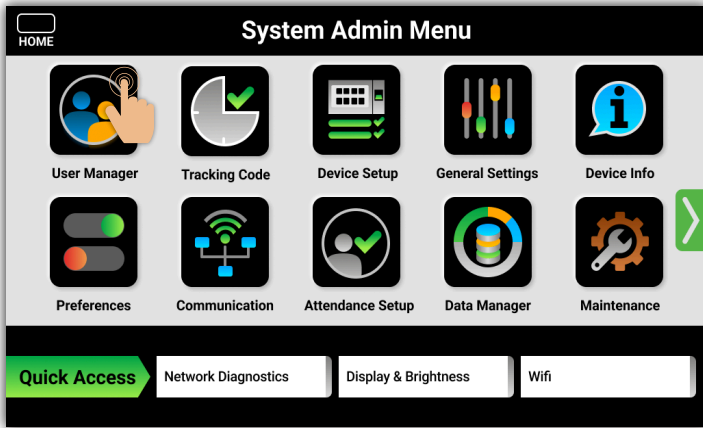 HOME
System Admin Menu
User Manager
Tracking Code
Device Setup
General Settings
Device Info
Preferences
Communication
Attendance Setup
Data Manager
Maintenance
Quick Access
Network Diagnostics
Display & Brightness
Wifi